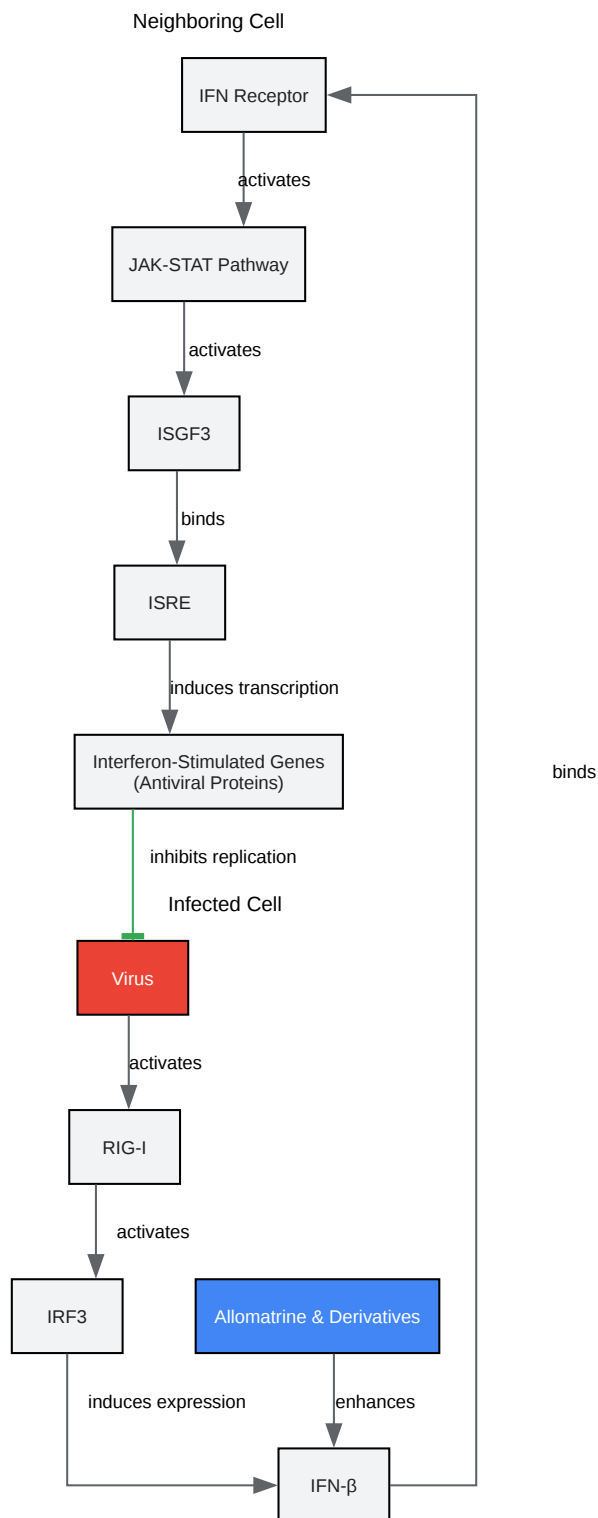 Neighboring Cell
IFN Receptor
activates
JAK-STAT Pathway
activates
ISGF3
binds
ISRE
induces transcription
Interferon-Stimulated Genes
(Antiviral Proteins)
binds
inhibits replication
Infected Cell
Virus
activates
RIG-I
activates
IRF3
Allomatrine & Derivatives
induces expression
enhances
IFN-β